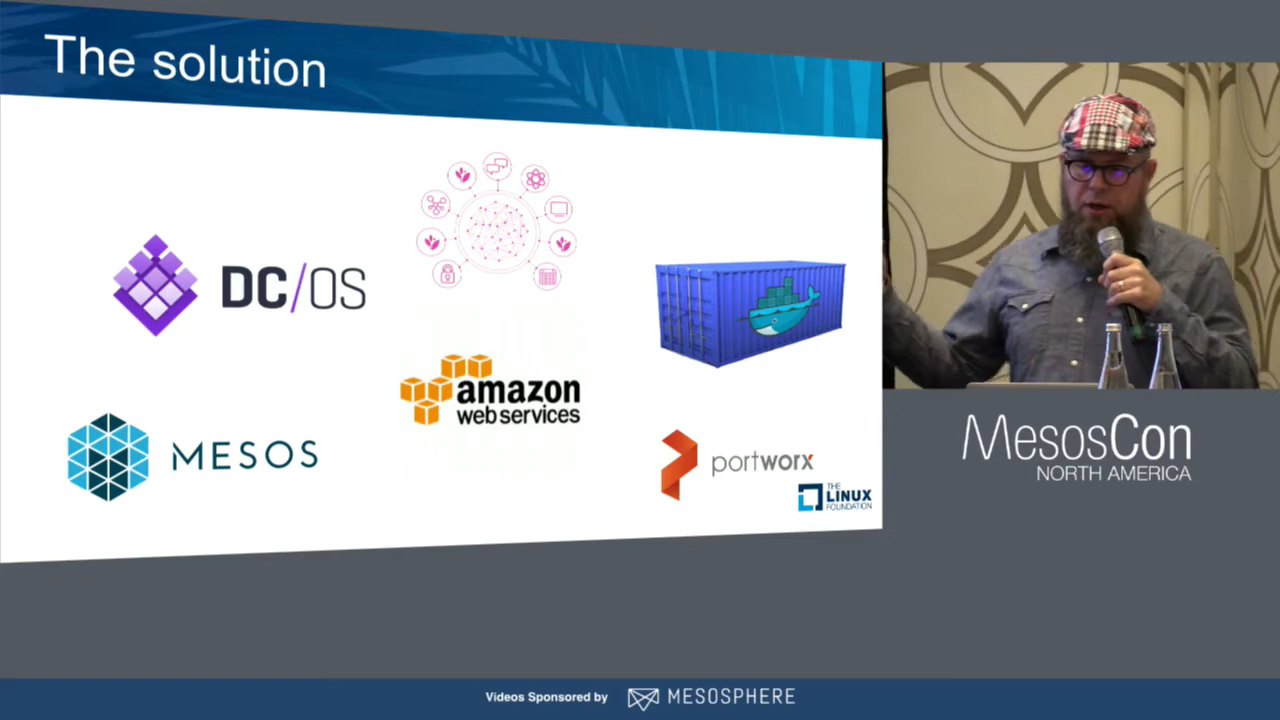 The solution
DC/OS
amazon
web services
MESOS
portworx
THE
LINUX
FOUNDATION
MesosCon
NORTH AMERICA
Videos Sponsored by MESOSPHERE